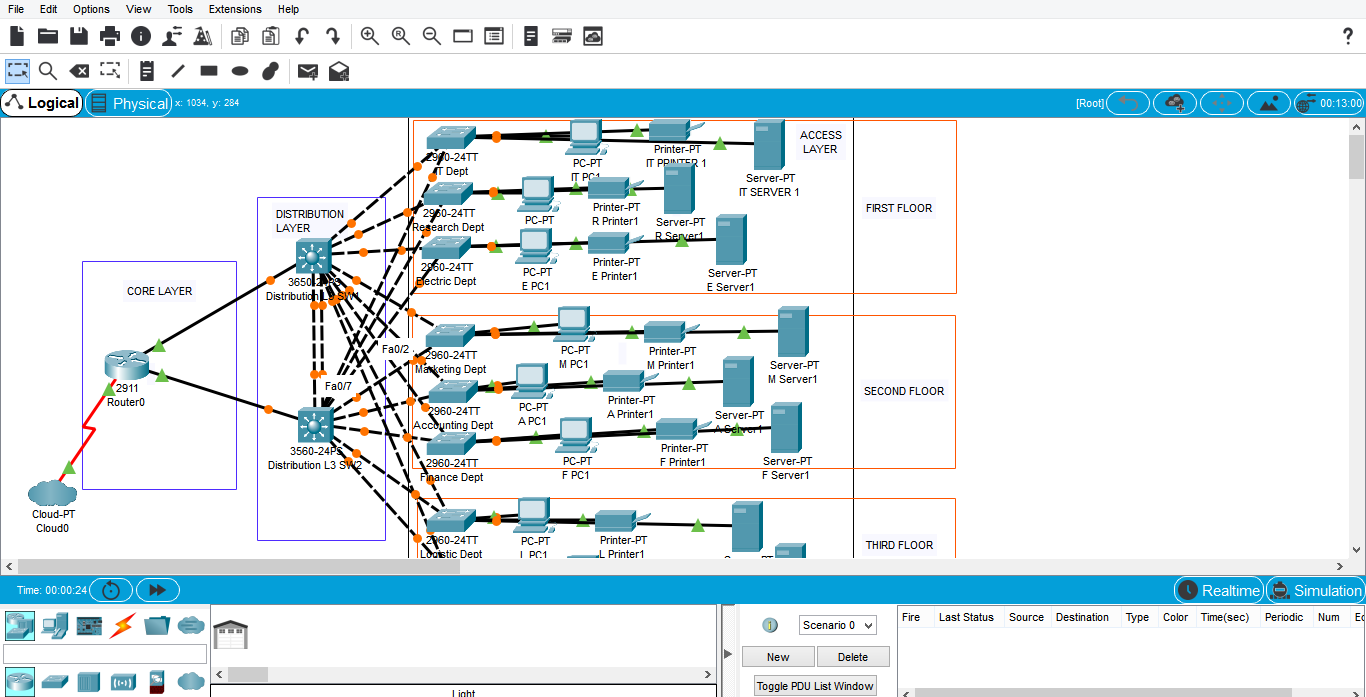 File Edit Options View Tools Extensions Help
?
Logical Physical x: 1034, y: 284 [Root] 00:13:00
ACCESS
LAYER
2960-24TT
IT Dept
PC-PT
IT PC1
Printer-PT
IT PRINTER 1
Server-PT
IT SERVER 1
2960-24TT
Research Dept
PC-PT
Printer-PT
R Printer1
Server-PT
R Server1
FIRST FLOOR
2960-24TT
Electric Dept
PC-PT
E PC1
Printer-PT
E Printer1
Server-PT
E Server1
DISTRIBUTION
LAYER
3650-24PS
Distribution L3 SW1
CORE LAYER
2911
Router0
Cloud-PT
Cloud0
Fa0/2
Fa0/7
3560-24PS
Distribution L3 SW2
2960-24TT
Marketing Dept
PC-PT
M PC1
Printer-PT
M Printer1
Server-PT
M Server1
2960-24TT
Accounting Dept
PC-PT
A PC1
Printer-PT
A Printer1
Server-PT
A Server1
SECOND FLOOR
2960-24TT
Finance Dept
PC-PT
F PC1
Printer-PT
F Printer1
Server-PT
F Server1
2960-24TT
Logistic Dept
PC-PT
L PC1
Printer-PT
L Printer1
THIRD FLOOR
Time: 00:00:24 Realtime Simulation
Scenario 0
New Delete
Toggle PDU List Window
Fire Last Status Source Destination Type Color Time(sec) Periodic Num
Light